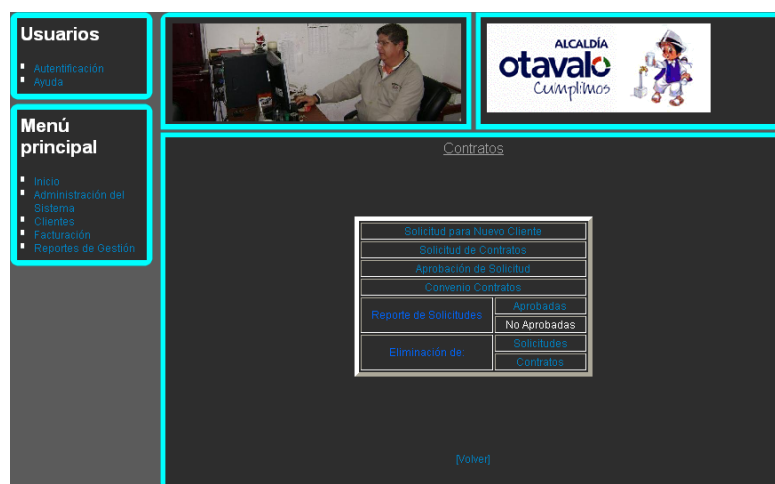 Usuarios
Autentificación
Ayuda
Menú
principal
Inicio
Administración del
Sistema
Clientes
Facturación
Reportes de Gestión
ALCALDÍA
otavalo
Cumplimos
Contratos
Solicitud para Nuevo Cliente
Solicitud de Contratos
Aprobación de Solicitud
Convenio Contratos
Reporte de Solicitudes
Aprobadas
No Aprobadas
Eliminación de:
Solicitudes
Contratos
[Volver]